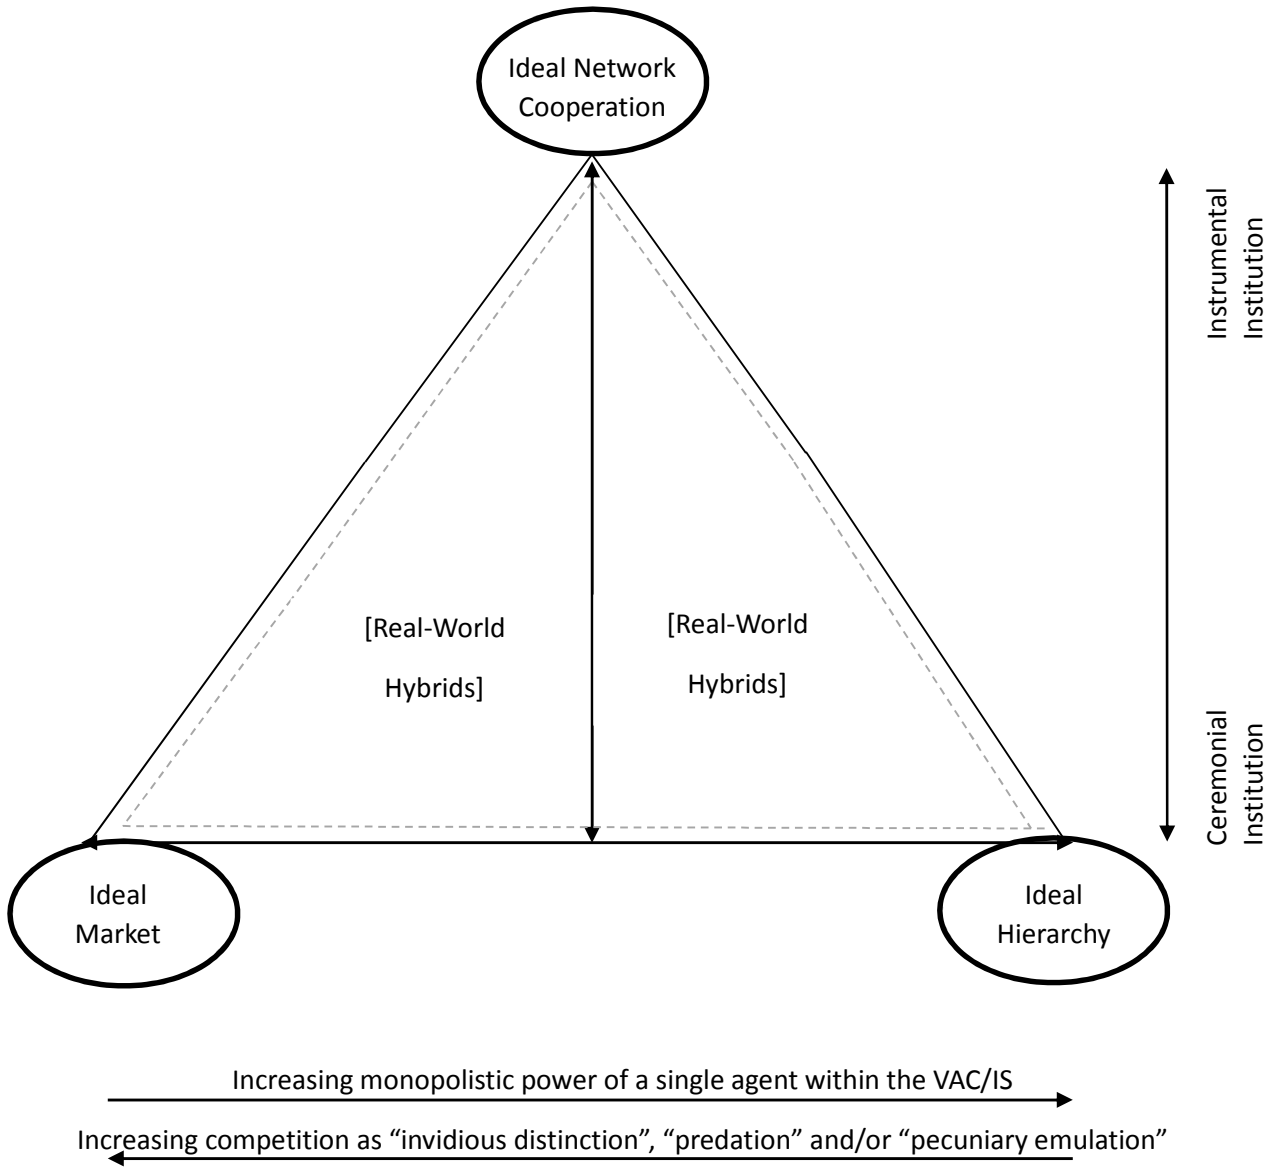 Ideal Network
Cooperation
Instrumental
Institution
[Real-World
Hybrids]
[Real-World
Hybrids]
Ceremonial
Institution
Ideal
Market
Ideal
Hierarchy
Increasing monopolistic power of a single agent within the VAC/IS
Increasing competition as “invidious distinction”, “predation” and/or “pecuniary emulation”